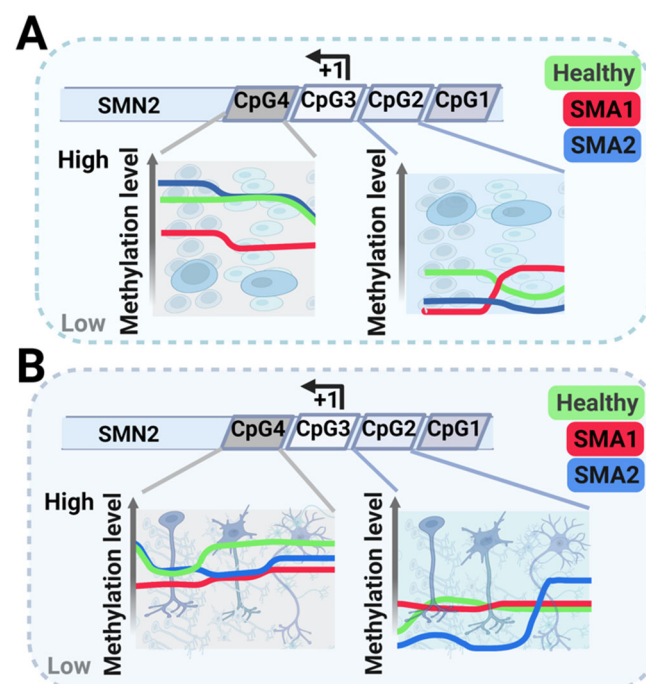 A
+1
Healthy
SMN2
CpG4
CpG3
CpG2
CpG1
SMA1
SMA2
High
Methylation level
Methylation level
Low
B
+1
Healthy
SMN2
CpG4
CpG3
CpG2
CpG1
SMA1
SMA2
High
Methylation level
Methylation level
Low